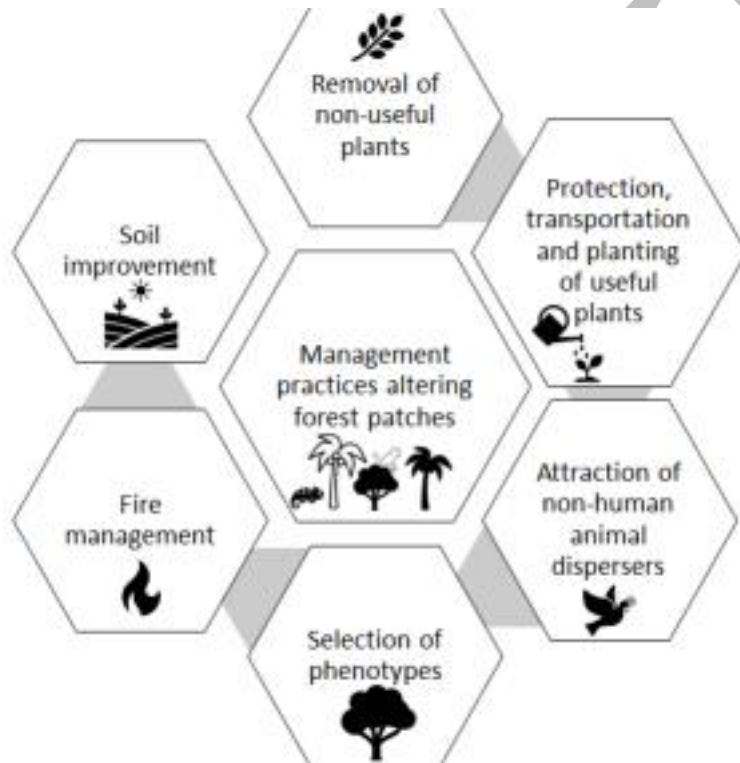 Removal of
non-useful
plants
Protection,
transportation
and planting
of useful
plants
Soil
improvement
Management
practices altering
forest patches
Attraction of
non-human
animal
dispersers
Fire
management
Selection of
phenotypes